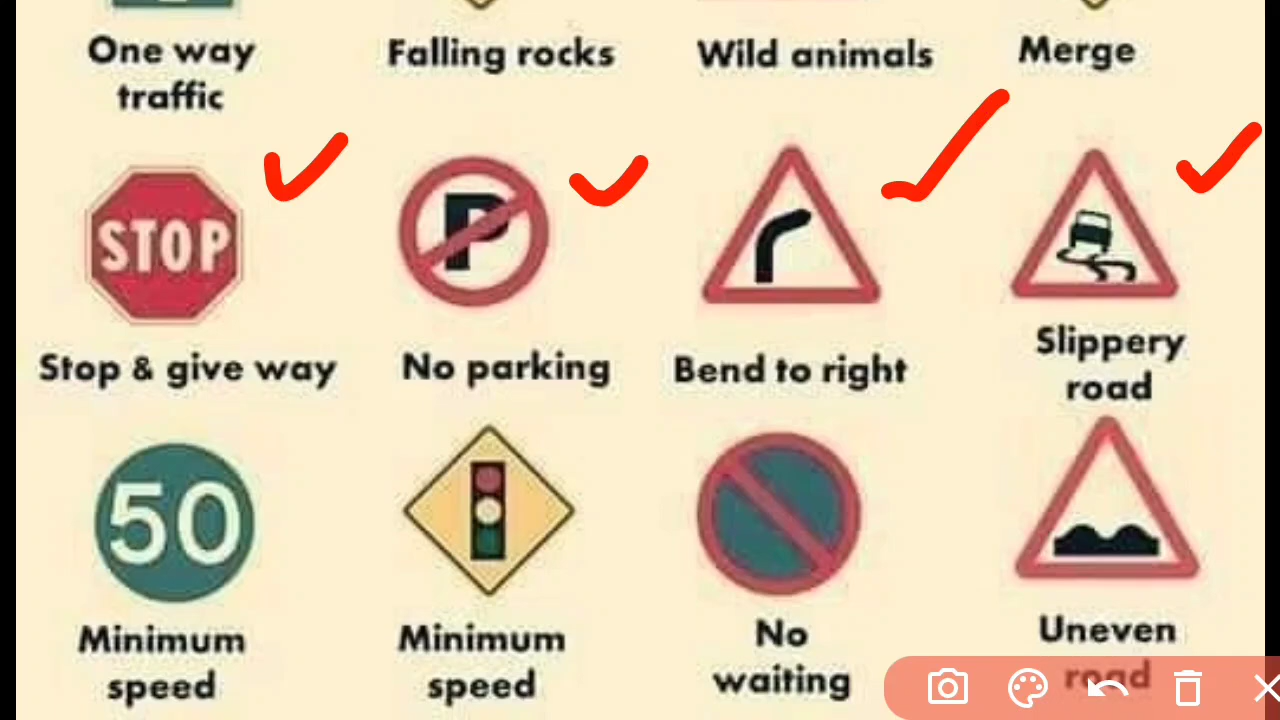 One way
traffic
Falling rocks
Wild animals
Merge
STOP
P
Stop & give way
No parking
Bend to right
Slippery
road
50
Minimum
speed
Minimum
speed
No
waiting
Uneven
road